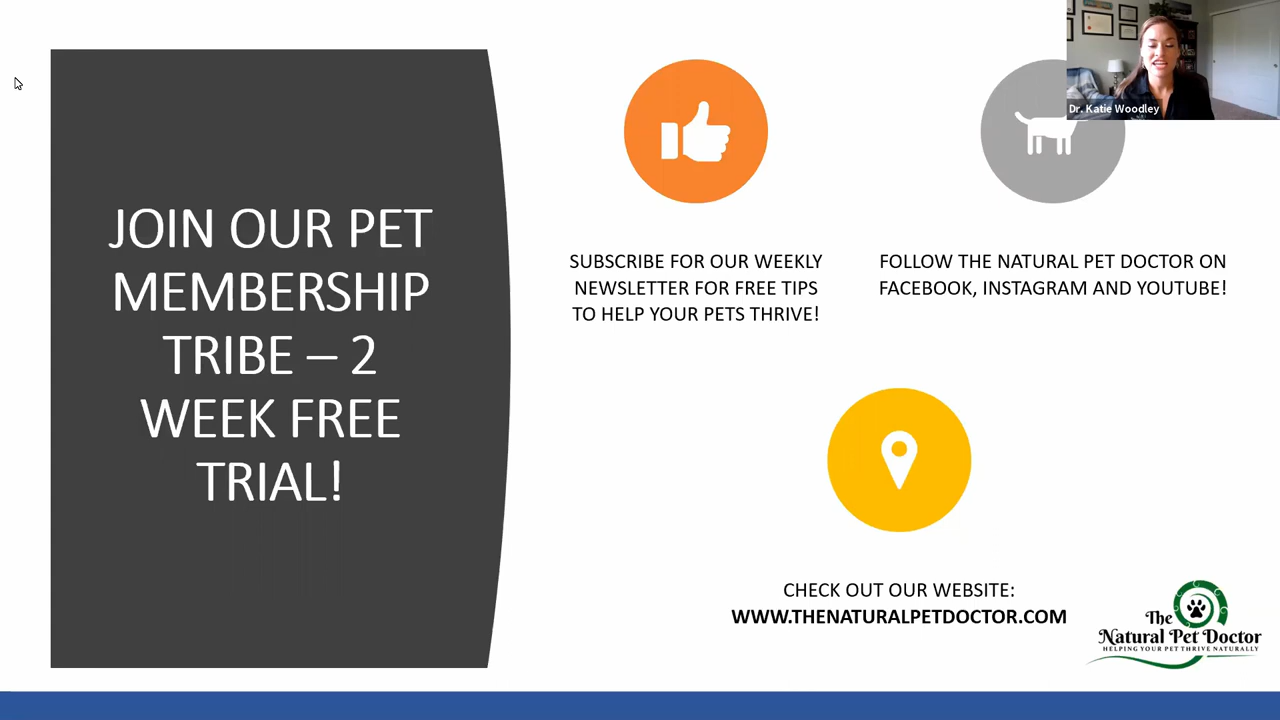 Dr. Katie Woodley
JOIN OUR PET
MEMBERSHIP
TRIBE – 2
WEEK FREE
TRIAL!
SUBSCRIBE FOR OUR WEEKLY
NEWSLETTER FOR FREE TIPS
TO HELP YOUR PETS THRIVE!
FOLLOW THE NATURAL PET DOCTOR ON
FACEBOOK, INSTAGRAM AND YOUTUBE!
CHECK OUT OUR WEBSITE:
WWW.THENATURALPETDOCTOR.COM
The
Natural Pet Doctor
HELPING YOUR PET THRIVE NATURALLY